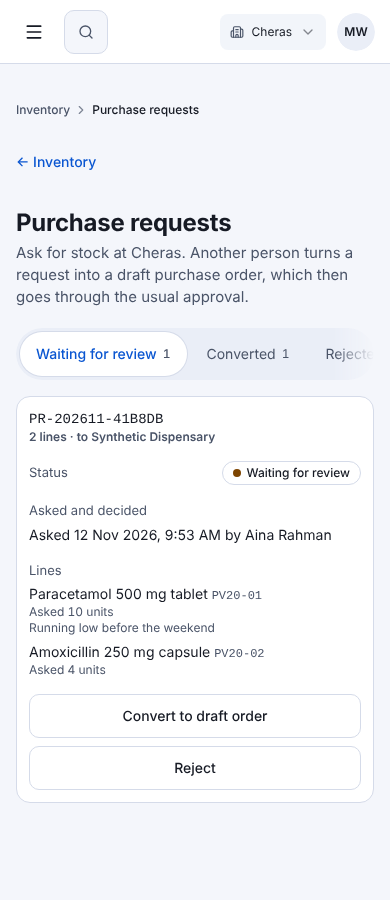 Cheras
MW
Inventory > Purchase requests
← Inventory
Purchase requests
Ask for stock at Cheras. Another person turns a
request into a draft purchase order, which then
goes through the usual approval.
Waiting for review 1
Converted 1
PR-202611-41B8DB
2 lines · to Synthetic Dispensary
Status
Waiting for review
Asked and decided
Asked 12 Nov 2026, 9:53 AM by Aina Rahman
Lines
Paracetamol 500 mg tablet PV20-01
Asked 10 units
Running low before the weekend
Amoxicillin 250 mg capsule PV20-02
Asked 4 units
Convert to draft order
Reject